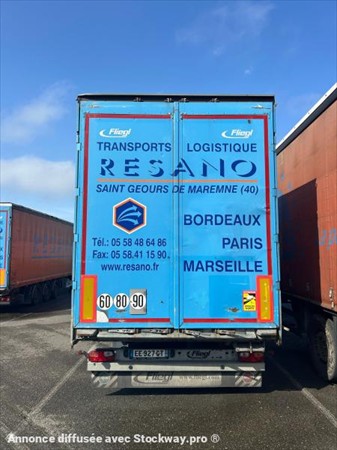 Fliegl Fliegl
TRANSPORTS LOGISTIQUE
RESANO
SAINT GEOURS DE MAREMNE (40)
BORDEAUX
Tél.: 05 58 48 64 86
PARIS
Fax: 05 58.41 15 90.
www.resano.fr
MARSEILLE
60 80 90
Fliegl
Annonce diffusée avec Stockway.pro ®